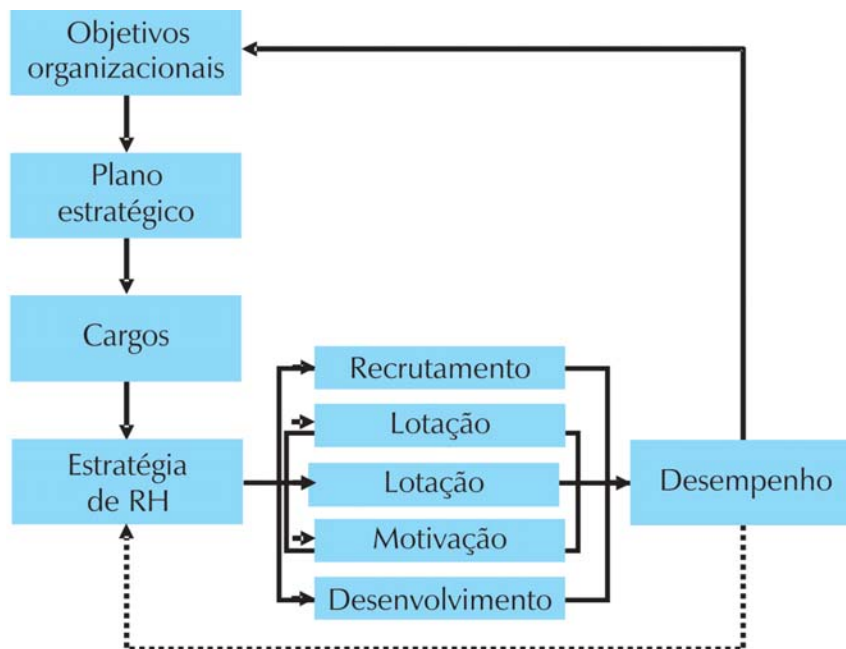 Objetivos
organizacionais
Plano
estratégico
Cargos
Estratégia
de RH
Recrutamento
Lotação
Lotação
Motivação
Desenvolvimento
Desempenho